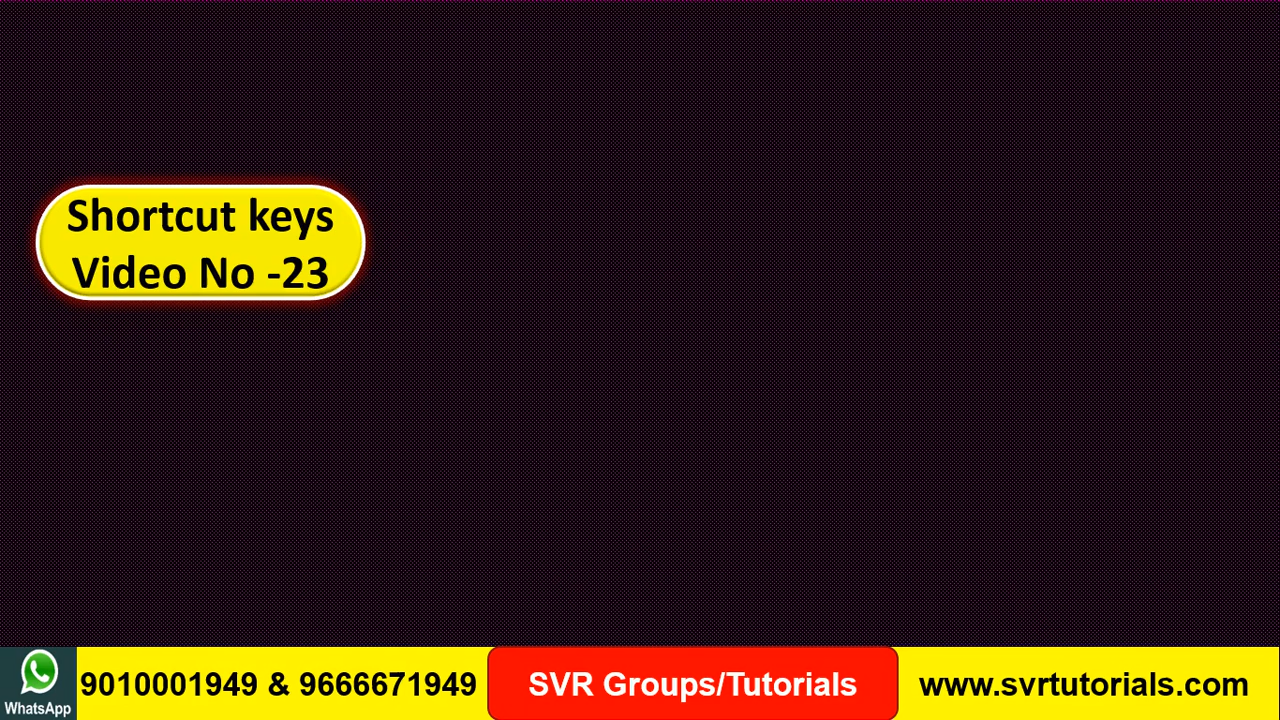 Shortcut keys
Video No -23
WhatsApp
9010001949 & 9666671949
SVR Groups/Tutorials
www.svrtutorials.com